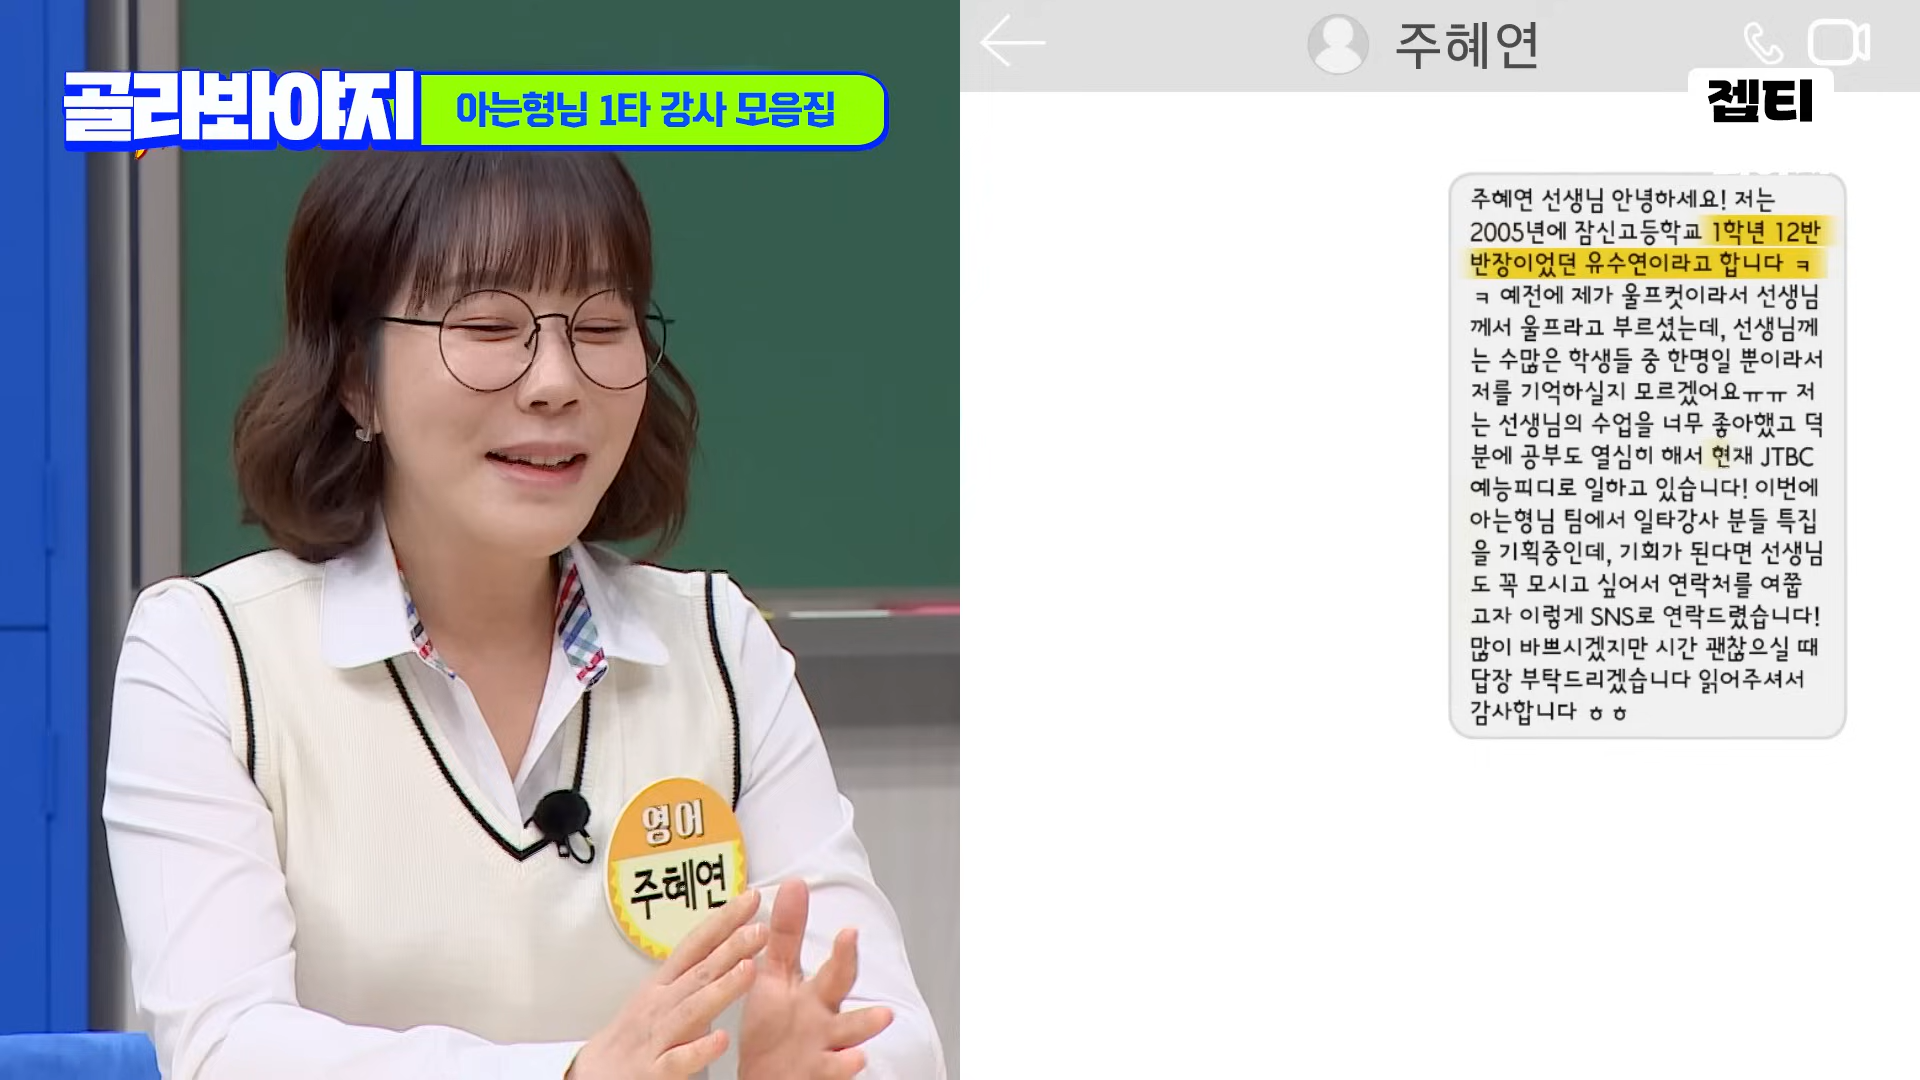 골라봐야지
아는형님 1타 강사 모음집
영어
주혜연
주혜연
젤티
주혜연 선생님 안녕하세요! 저는
2005년에 잠신고등학교 1학년 12반
반장이었던 유수연이라고 합니다 ㅋ
ㅋ 예전에 제가 울프컷이라서 선생님
께서 울프라고 부르셨는데, 선생님께
는 수많은 학생들 중 한명일 뿐이라서
저를 기억하실지 모르겠어요ㅠㅠ 저
는 선생님의 수업을 너무 좋아했고 덕
분에 공부도 열심히 해서 현재 JTBC
예능피디로 일하고 있습니다! 이번에
아는형님 팀에서 일타강사 분들 특집
을 기획중인데, 기회가 된다면 선생님
도 꼭 모시고 싶어서 연락처를 여쭙
고자 이렇게 SNS로 연락드렸습니다!
많이 바쁘시겠지만 시간 괜찮으실 때
답장 부탁드리겠습니다 읽어주셔서
감사합니다 ㅎㅎ